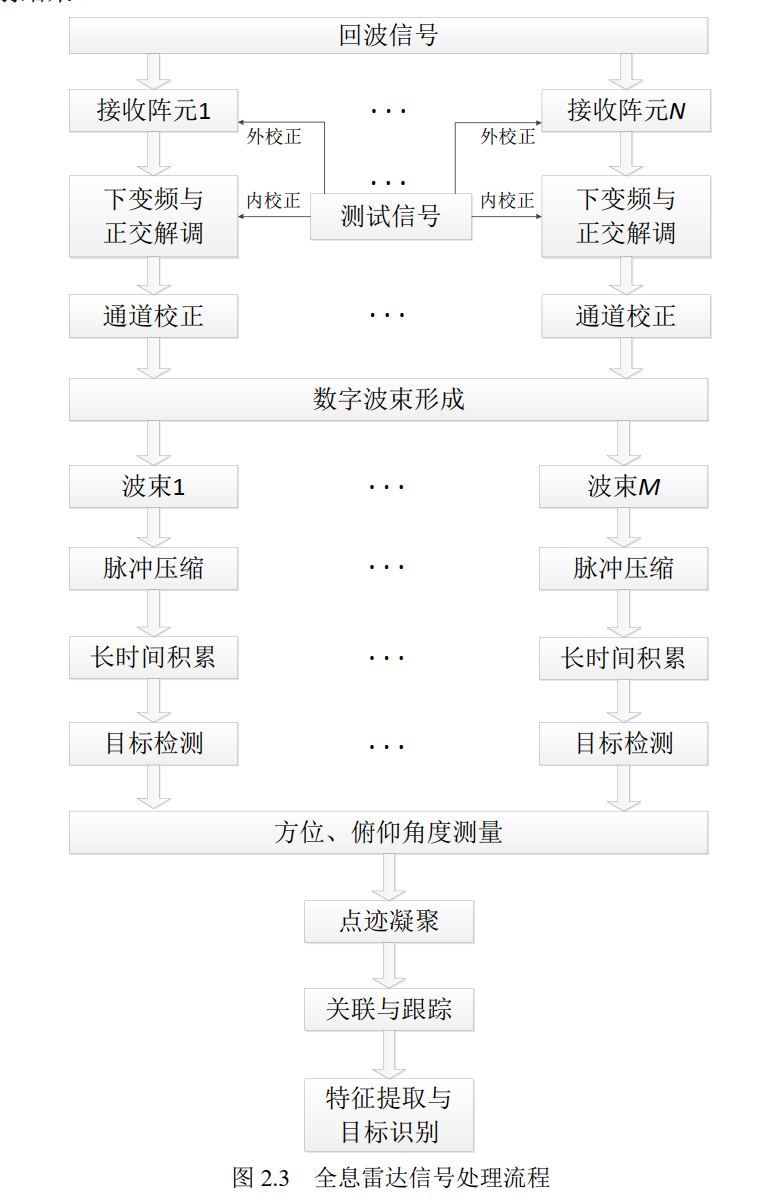 回波信号
接收阵元1
···
接收阵元N
外校正
外校正
下变频与
正交解调
内校正
···
测试信号
内校正
下变频与
正交解调
通道校正
···
通道校正
数字波束形成
波束1
···
波束M
脉冲压缩
···
脉冲压缩
长时间积累
···
长时间积累
目标检测
···
目标检测
方位、俯仰角度测量
点迹凝聚
关联与跟踪
特征提取与
目标识别
图 2.3 全息雷达信号处理流程